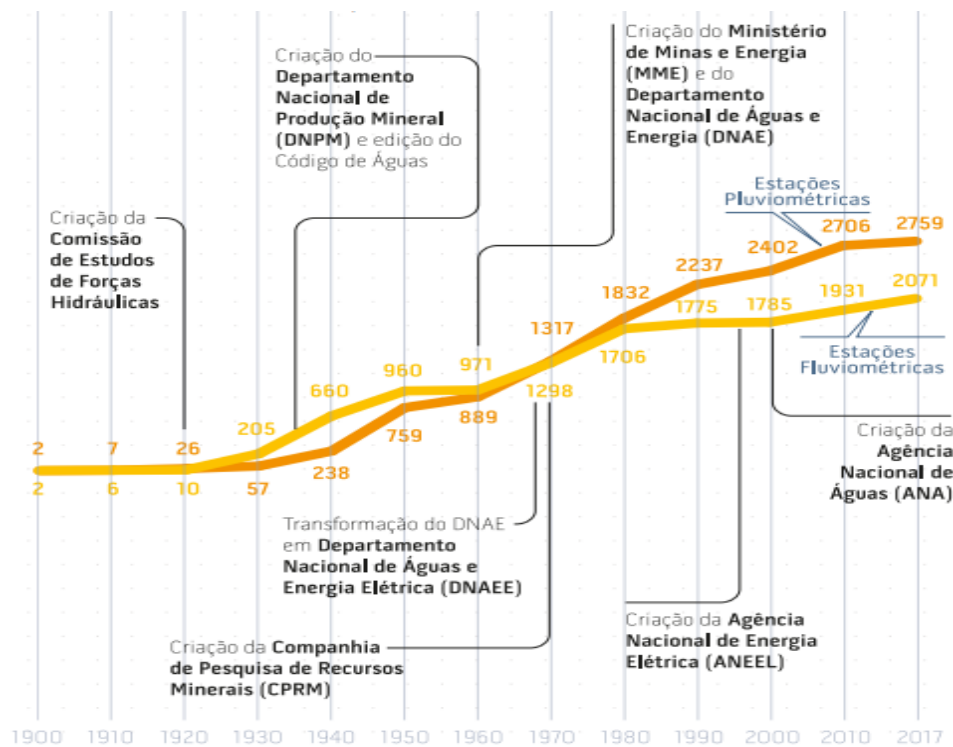 Criação do
Departamento
Nacional de
Produção Mineral
(DNPM) e edição do
Código de Águas
Criação do Ministério
de Minas e Energia
(MME) e do
Departamento
Nacional de Águas e
Energia (DNAE)
Criação da
Comissão
de Estudos
de Forças
Hidráulicas
Estações
Pluviométricas
2 7 26 57 238 759 889 1317 1832 2237 2402 2706 2759
2 6 10 205 660 960 971 1298 1706 1775 1785 1931 2071
Estações
Fluviométricas
Criação da
Agência
Nacional de
Águas (ANA)
Transformação do DNAE
em Departamento
Nacional de Águas e
Energia Elétrica (DNAEE)
Criação da Agência
Nacional de Energia
Elétrica (ANEEL)
Criação da Companhia
de Pesquisa de Recursos
Minerais (CPRM)
1900 1910 1920 1930 1940 1950 1960 1970 1980 1990 2000 2010 2017